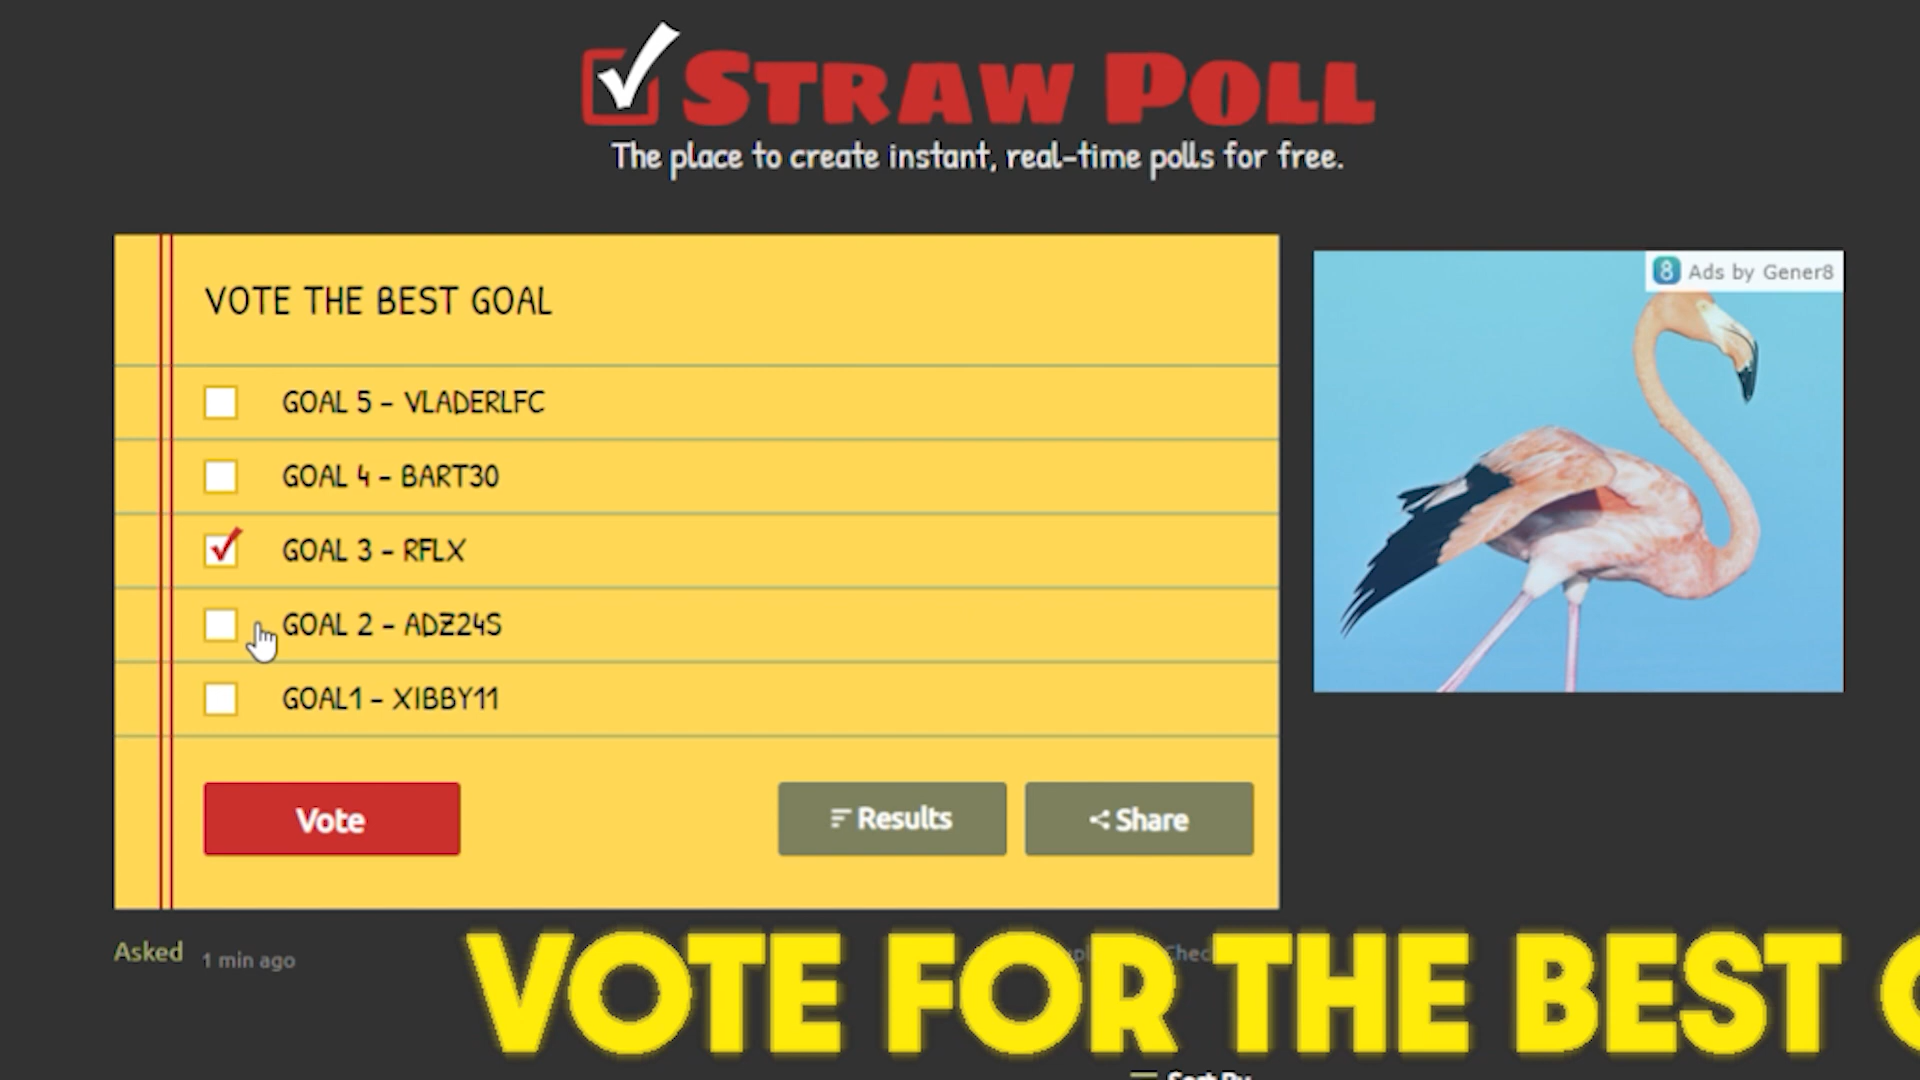 STRAW POLL
The place to create instant, real-time polls for free.
8 Ads by Gener8
VOTE THE BEST GOAL
GOAL 5 - VLADERLFC
GOAL 4 - BART30
GOAL 3 - RFLX
GOAL 2 - ADZ24S
GOAL1 - XIBBY11
Vote
Results
Share
Asked 1 min ago
VOTE FOR THE BEST